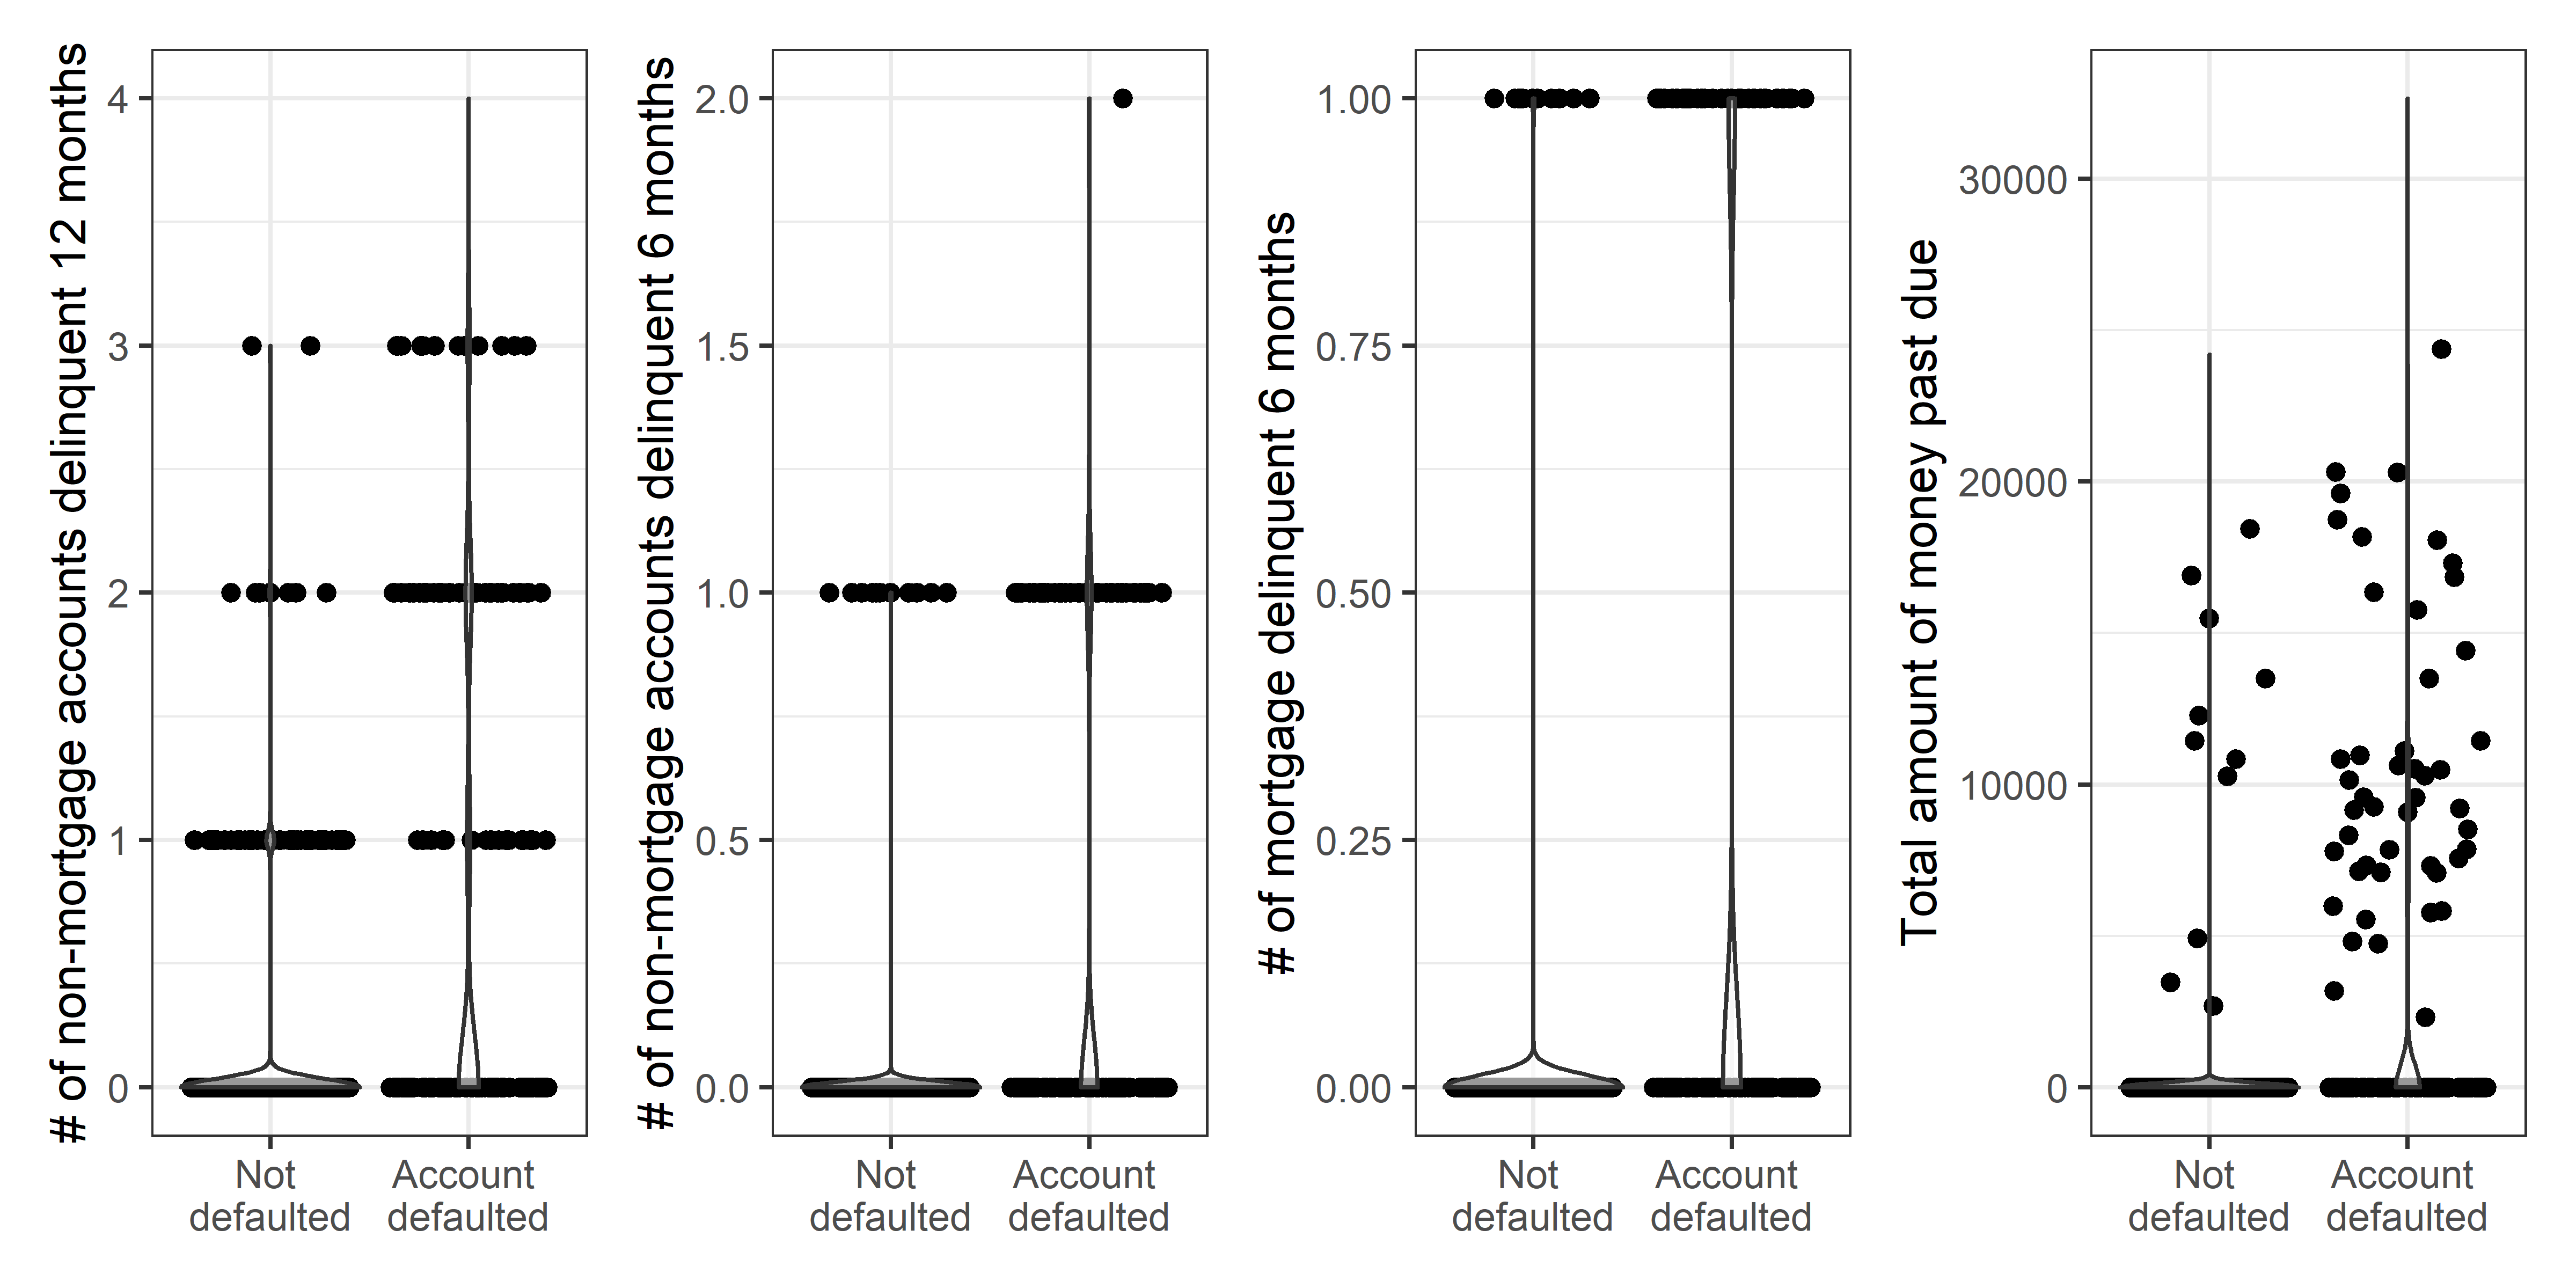 # of non-mortgage accounts delinquent 12 months
4
3
2
1
0
Not
defaulted
Account
defaulted
# of non-mortgage accounts delinquent 6 months
2.0
1.5
1.0
0.5
0.0
Not
defaulted
Account
defaulted
# of mortgage delinquent 6 months
1.00
0.75
0.50
0.25
0.00
Not
defaulted
Account
defaulted
Total amount of money past due
30000
20000
10000
0
Not
defaulted
Account
defaulted